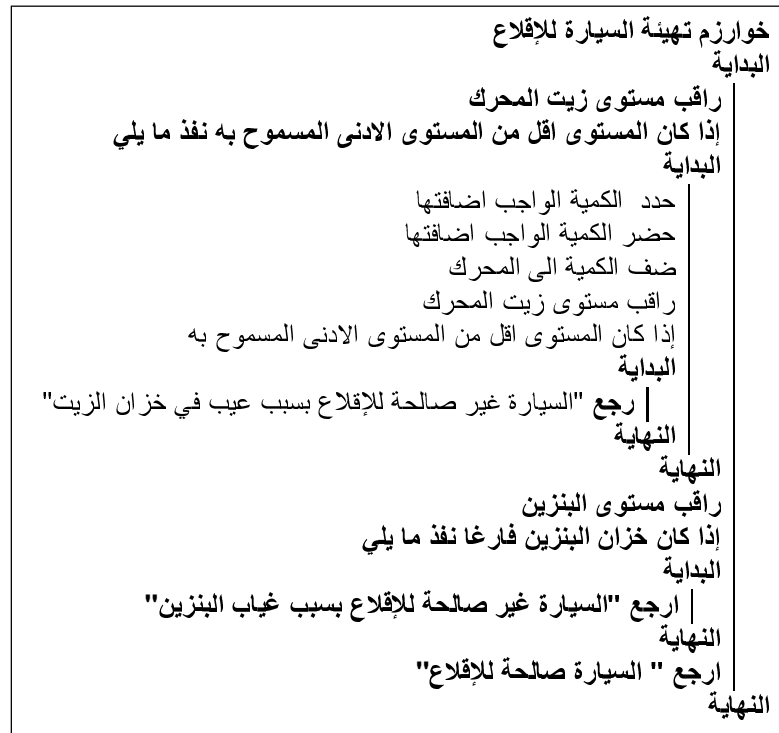 خوارزم تهيئة السيارة للإقلاع
البداية
راقب مستوى زيت المحرك
إذا كان المستوى اقل من المستوى الادنى المسموح به نفذ ما يلي
البداية
حدد الكمية الواجب اضافتها
حضر الكمية الواجب اضافتها
ضف الكمية الى المحرك
راقب مستوى زيت المحرك
إذا كان المستوى اقل من المستوى الادنى المسموح به
البداية
رجع "السيارة غير صالحة للإقلاع بسبب عيب في خزان الزيت"
النهاية
النهاية
راقب مستوى البنزين
إذا كان خزان البنزين فارغا نفذ ما يلي
البداية
ارجع "السيارة غير صالحة للإقلاع بسبب غياب البنزين"
النهاية
ارجع " السيارة صالحة للإقلاع"
النهاية